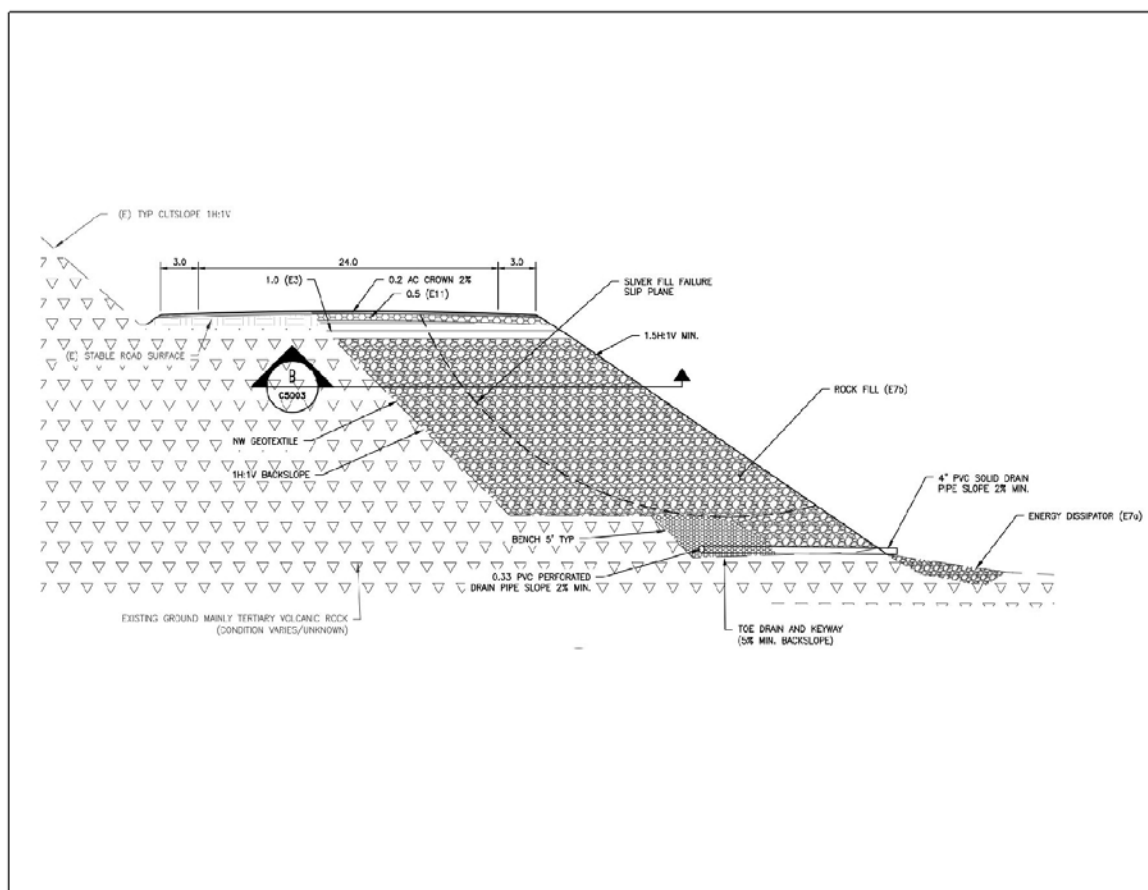 (E) TYP CUTSLOPE 1H:1V
3.0
24.0
3.0
1.0 (E3)
0.2 AC CROWN 2%
0.5 (E11)
SLIVER FILL FAILURE
SLIP PLANE
1.5H:1V MIN.
(E) STABLE ROAD SURFACE
B
C5003
ROCK FILL (E7b)
NW GEOTEXTILE
1H:1V BACKSLOPE
4" PVC SOLID DRAIN
PIPE SLOPE 2% MIN.
ENERGY DISSIPATOR (E7a)
BENCH 5' TYP
0.33 PVC PERFORATED
DRAIN PIPE SLOPE 2% MIN.
EXISTING GROUND MAINLY TERTIARY VOLCANIC ROCK
(CONDITION VARIES/UNKNOWN)
TOE DRAIN AND KEYWAY
(5% MIN. BACKSLOPE)